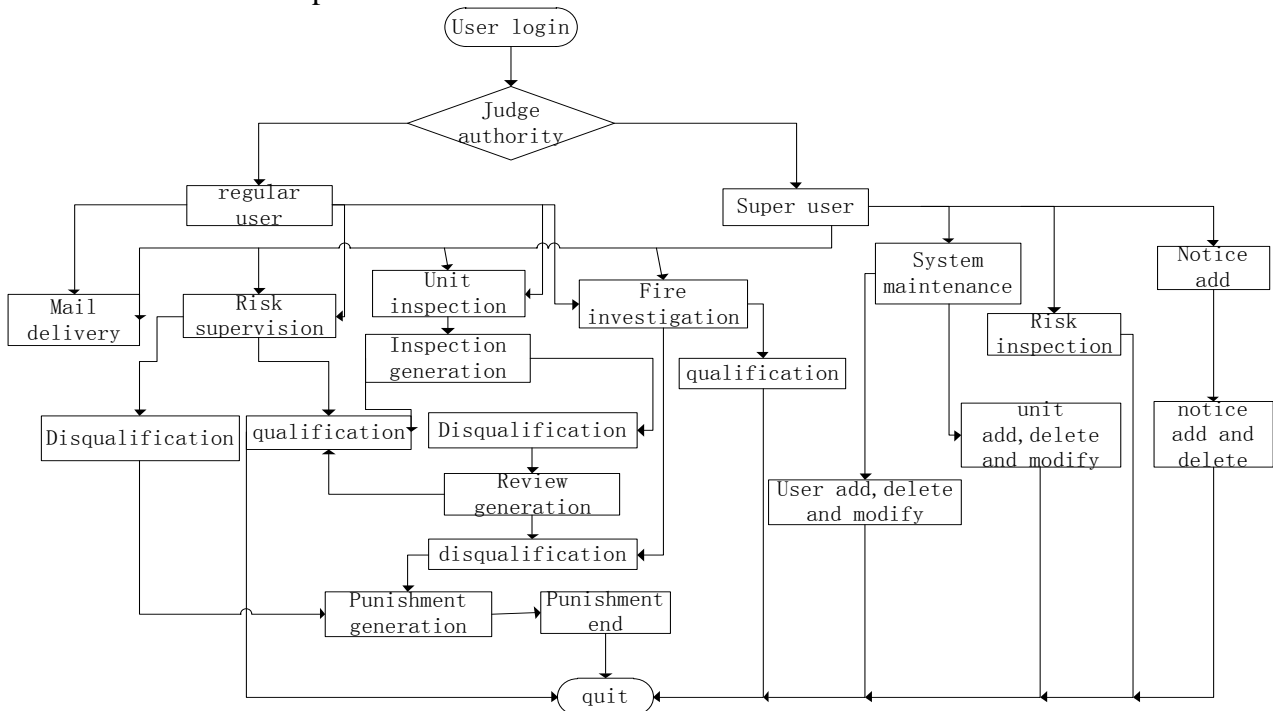 User login
Judge
authority
regular
user
Super user
System
maintenance
Notice
add
Mail
delivery
Risk
supervision
Unit
inspection
Fire
investigation
Risk
inspection
Inspection
generation
qualification
Disqualification
qualification
Disqualification
unit
add,delete
and modify
notice
add and
delete
Review
generation
User add,delete
and modify
disqualification
Punishment
generation
Punishment
end
quit